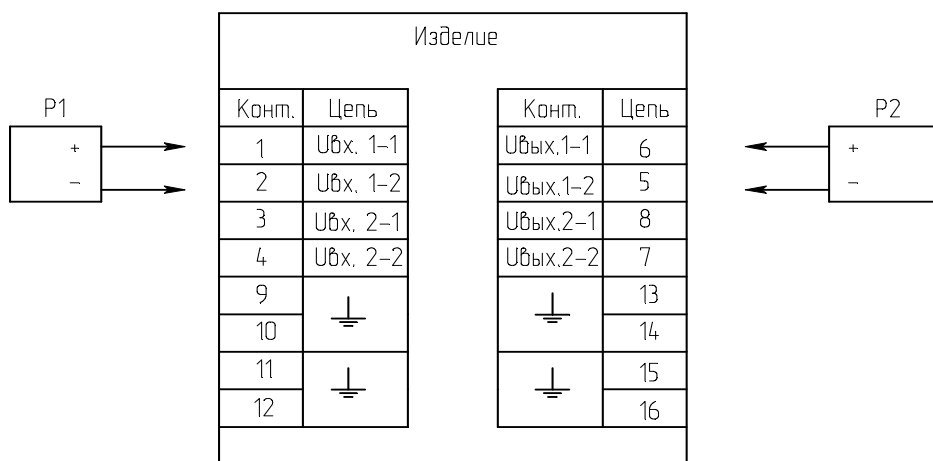 Изделие
P1
Конт. Цепь
Конт. Цепь
P2
+
1 Uвх. 1-1
Uвых.1-1 6
+
-
2 Uвх. 1-2
Uвых.1-2 5
-
3 Uвх. 2-1
Uвых.2-1 8
4 Uвх. 2-2
Uвых.2-2 7
9
13
10
14
11
15
12
16